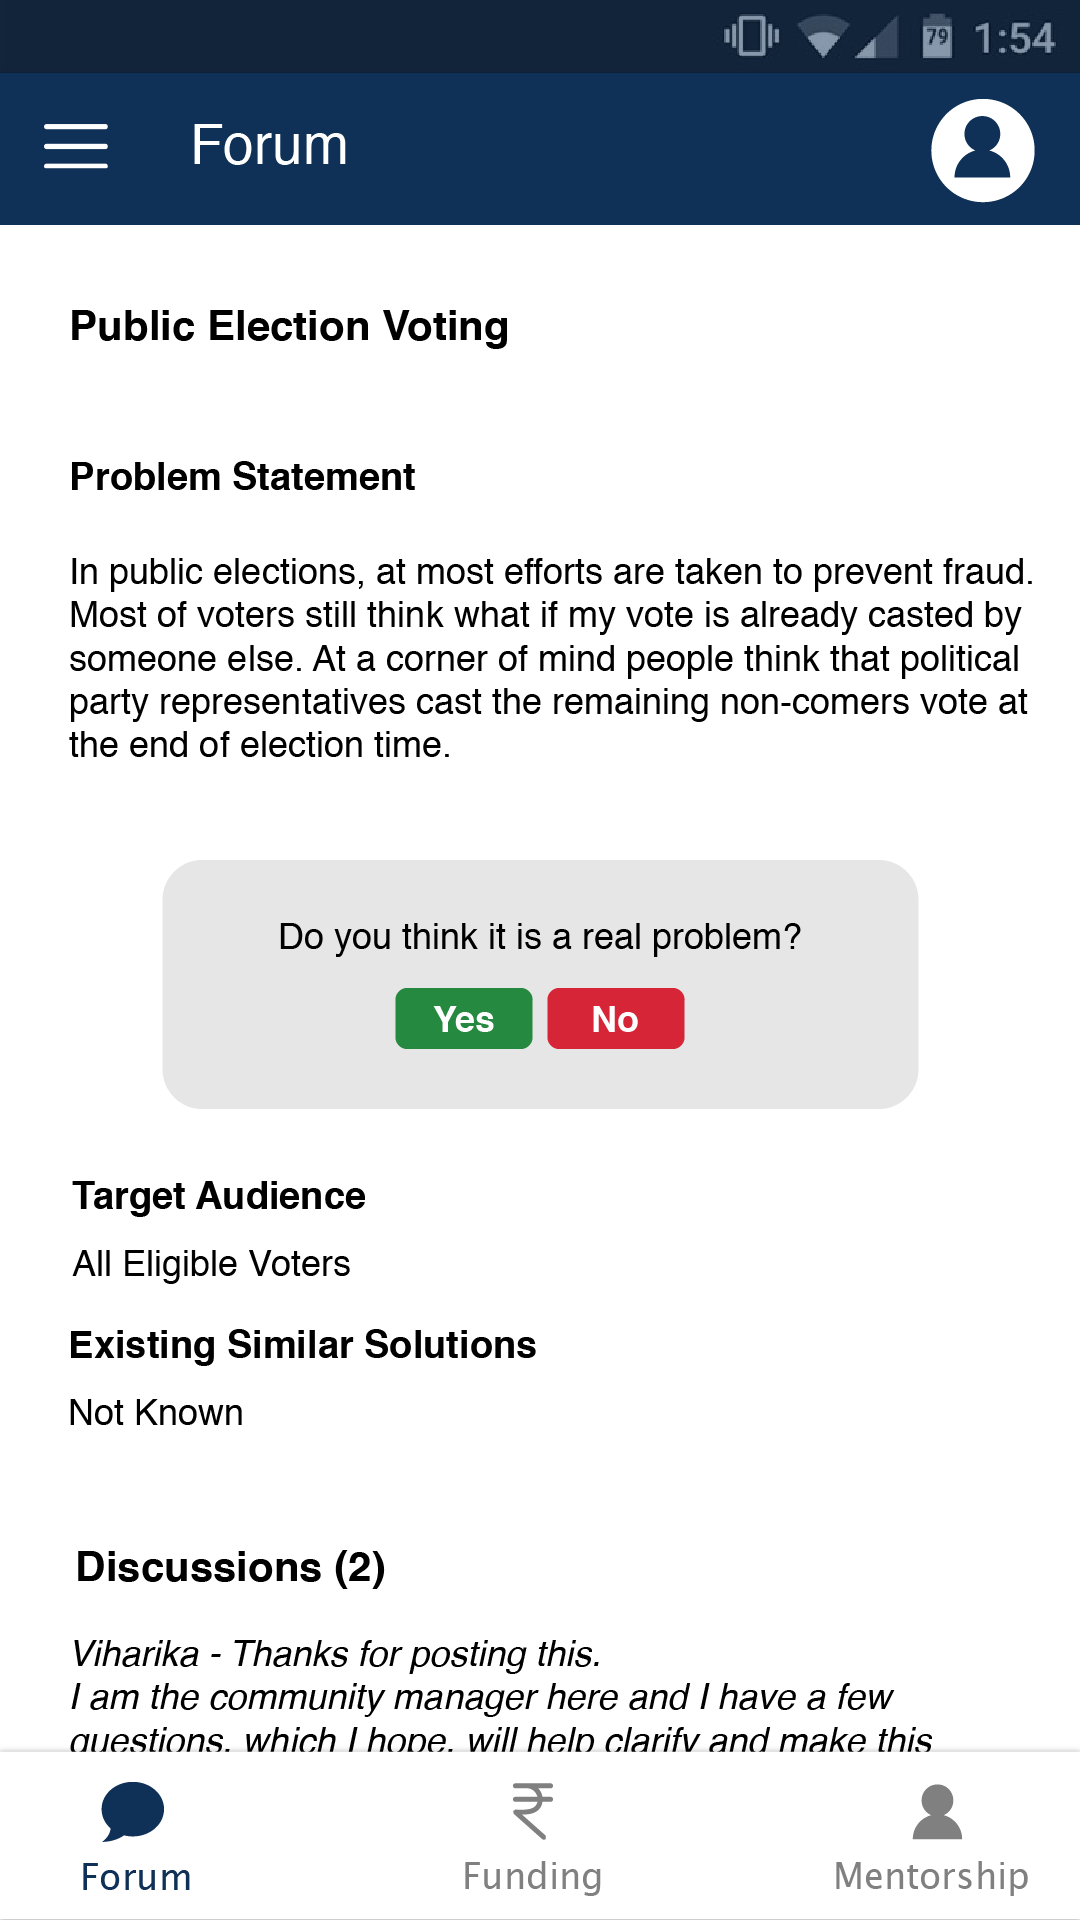 79 1:54
Forum
Public Election Voting
Problem Statement
In public elections, at most efforts are taken to prevent fraud.
Most of voters still think what if my vote is already casted by
someone else. At a corner of mind people think that political
party representatives cast the remaining non-comers vote at
the end of election time.
Do you think it is a real problem?
Yes No
Target Audience
All Eligible Voters
Existing Similar Solutions
Not Known
Discussions (2)
Viharika - Thanks for posting this.
I am the community manager here and I have a few
questions, which I hope, will help clarify and make this
₹
Forum Funding Mentorship